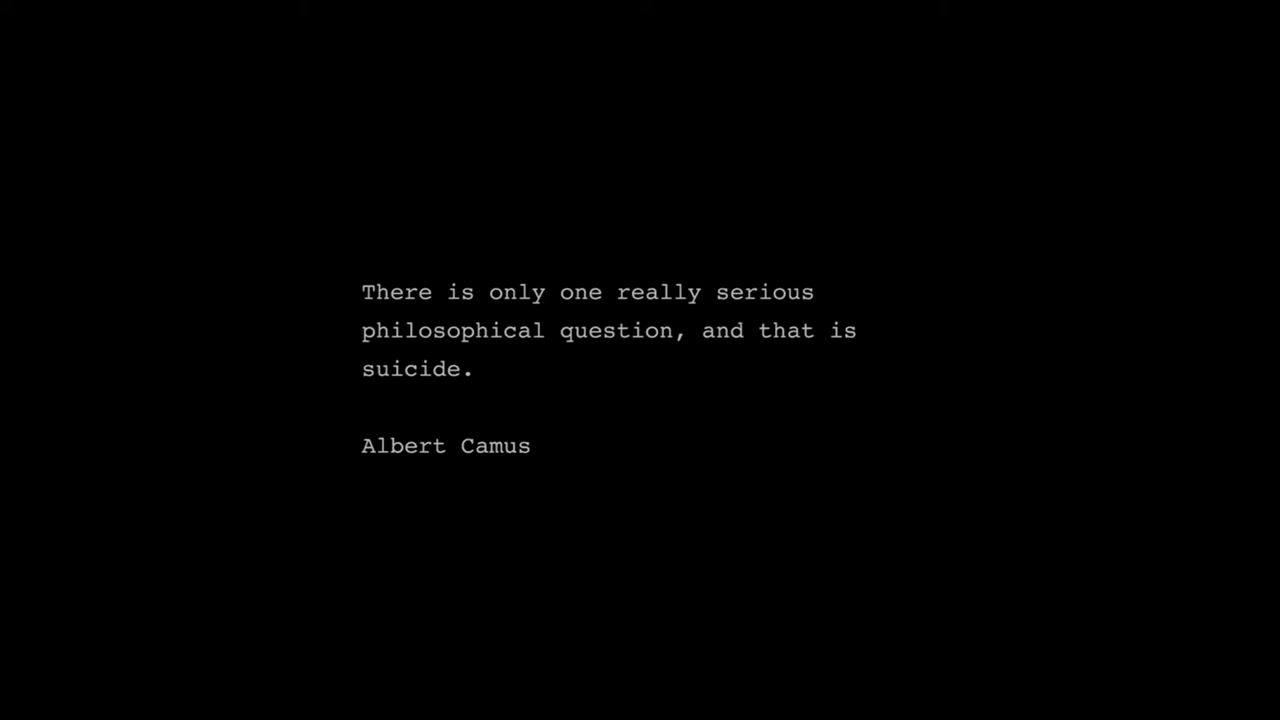 There is only one really serious
philosophical question, and that is
suicide.
Albert Camus